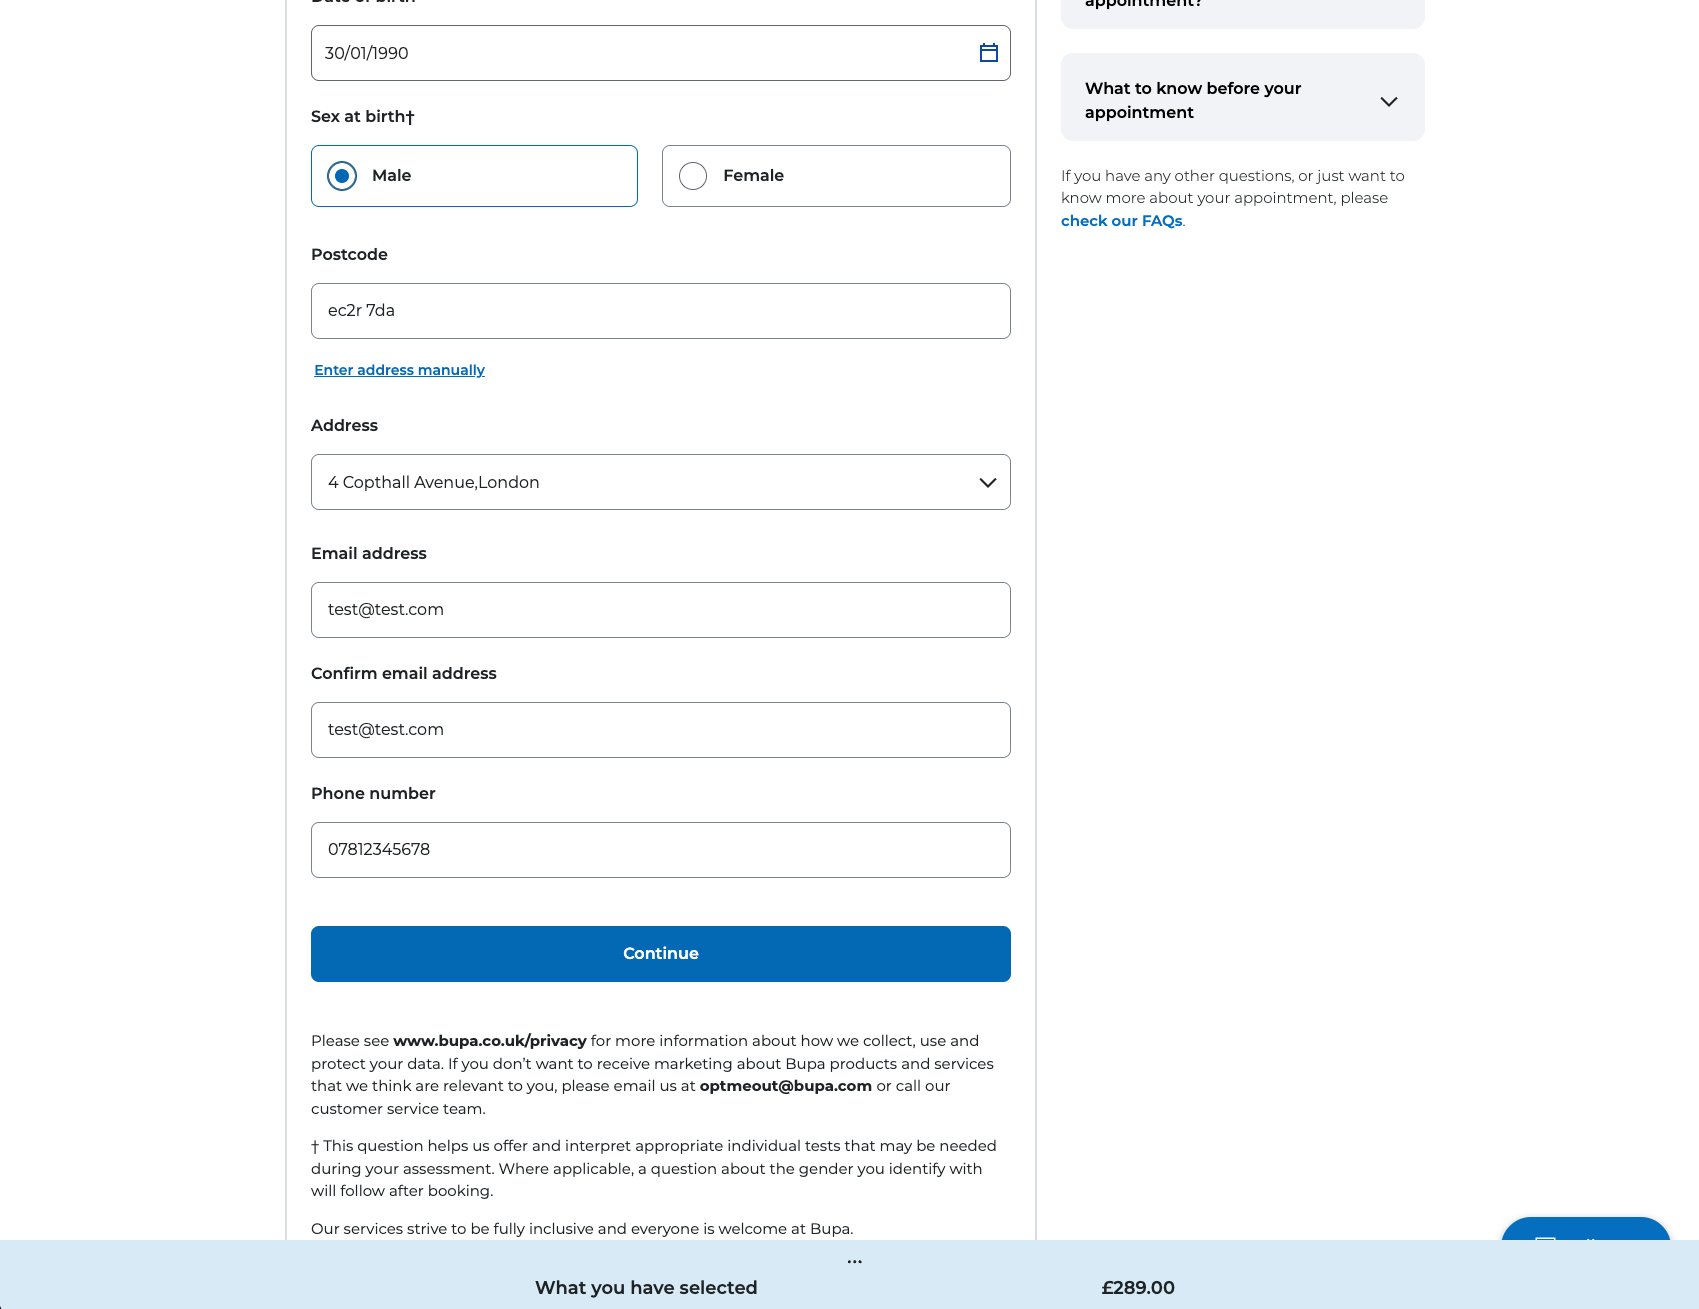 30/01/1990
Sex at birth†
Male
Female
Postcode
ec2r 7da
Enter address manually
Address
4 Copthall Avenue,London
Email address
test@test.com
Confirm email address
test@test.com
Phone number
07812345678
Continue
Please see www.bupa.co.uk/privacy for more information about how we collect, use and
protect your data. If you don’t want to receive marketing about Bupa products and services
that we think are relevant to you, please email us at optmeout@bupa.com or call our
customer service team.
† This question helps us offer and interpret appropriate individual tests that may be needed
during your assessment. Where applicable, a question about the gender you identify with
will follow after booking.
Our services strive to be fully inclusive and everyone is welcome at Bupa.
appointment?
What to know before your
appointment
If you have any other questions, or just want to
know more about your appointment, please
check our FAQs.
...
What you have selected
£289.00